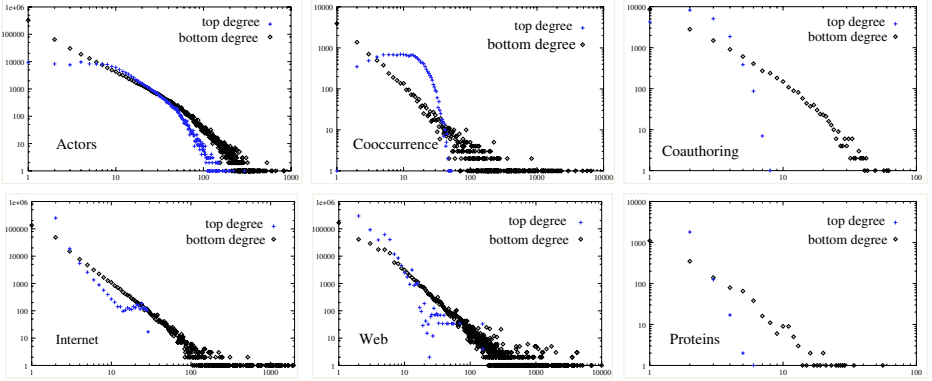 1e+06
100000
10000
1000
100
10
1
1 10 100 1000
top degree
bottom degree
Actors
10000
1000
100
10
1
1 10 100 1000 10000
top degree
bottom degree
Cooccurrence
10000
1000
100
10
1
1 10 100
top degree
bottom degree
Coauthoring
1e+06
100000
10000
1000
100
10
1
1 10 100 1000
top degree
bottom degree
Internet
1e+06
100000
10000
1000
100
10
1
1 10 100 1000 10000
top degree
bottom degree
Web
10000
1000
100
10
1
1 10 100
top degree
bottom degree
Proteins